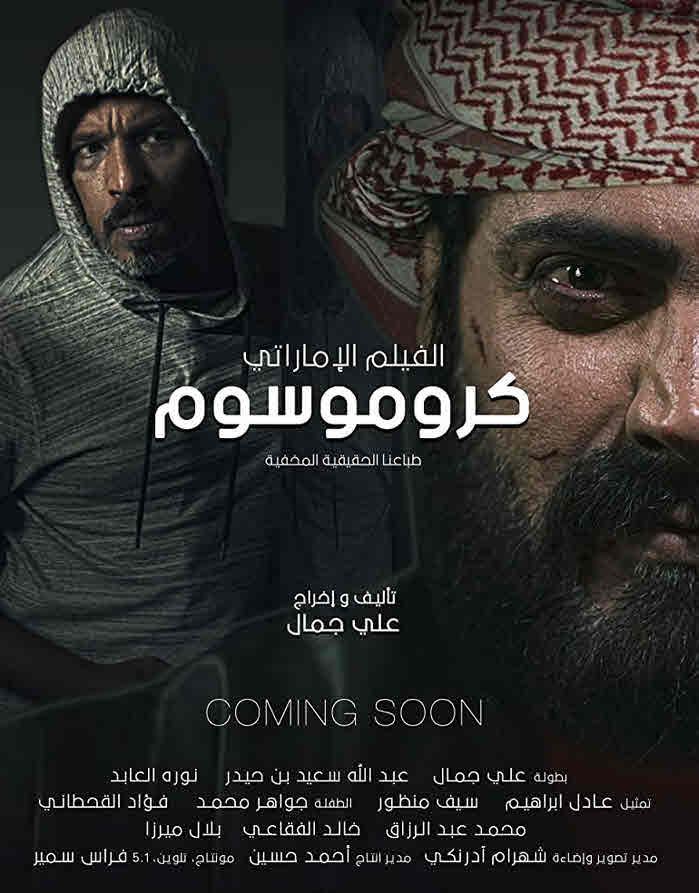 الفيلم الإماراتي
كروموسوم
طباعنا الحقيقية المخفية
تأليف و إخراج
علي جمال
COMING SOON
بطولة علي جمال عبد الله سعيد بن حيدر نوره العابد
تمثيل عادل ابراهيم سيف منظور الطفلة جواهر محمد فؤاد القحطاني
محمد عبد الرزاق خالد الفقاعي بلال ميرزا
مدير تصوير وإضاءة شهرام آدرنكي مدير انتاج أحمد حسين مونتاج، تلوين، 5.1 فراس سمير